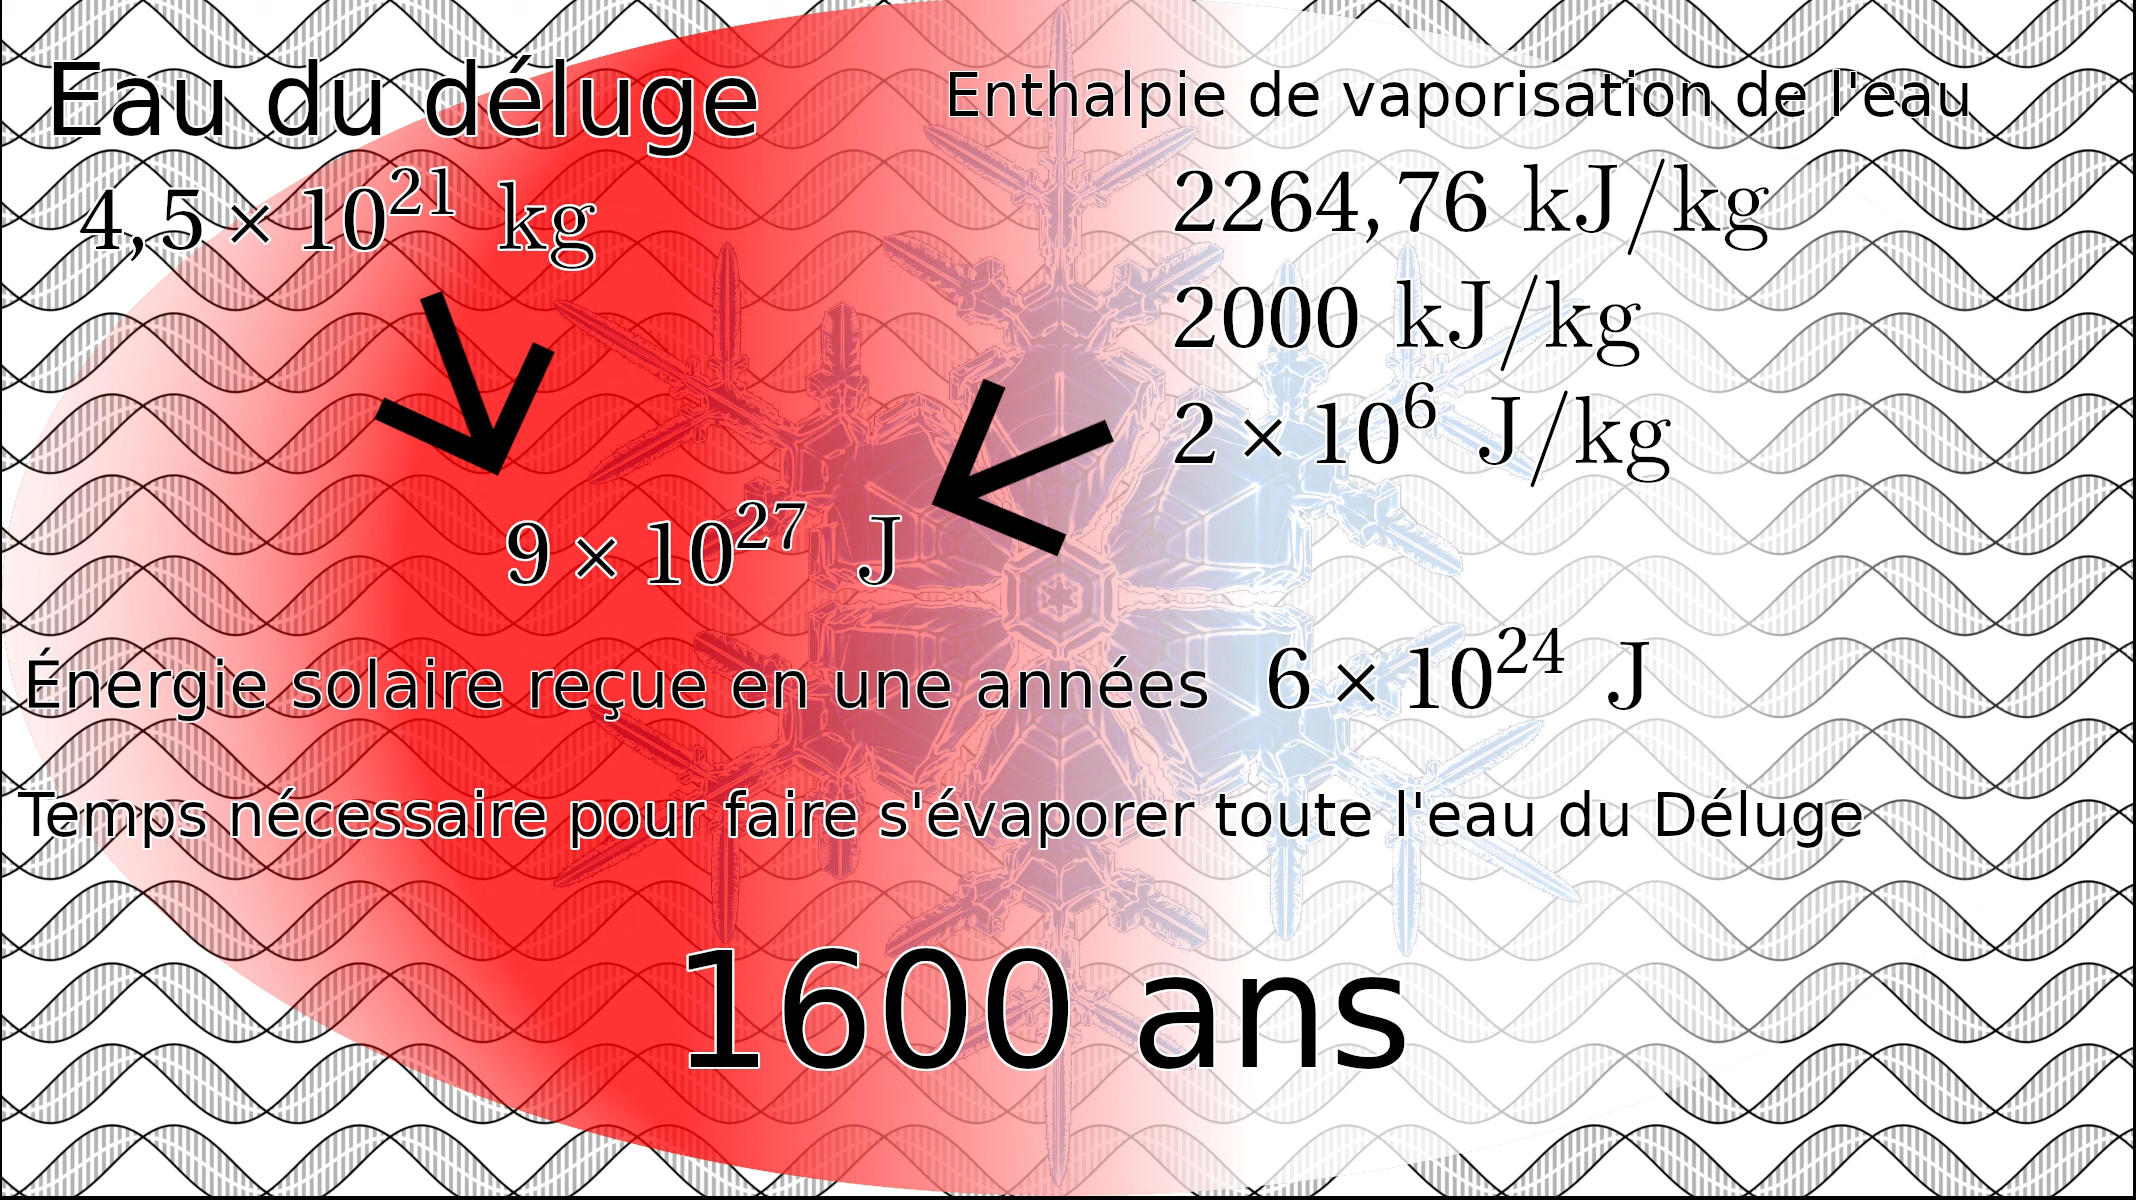 Eau du déluge
4,5 × 10²¹ kg
Enthalpie de vaporisation de l'eau
2264,76 kJ/kg
2000 kJ/kg
2 × 10⁶ J/kg
9 × 10²⁷ J
Énergie solaire reçue en une années 6 × 10²⁴ J
Temps nécessaire pour faire s'évaporer toute l'eau du Déluge
1600 ans